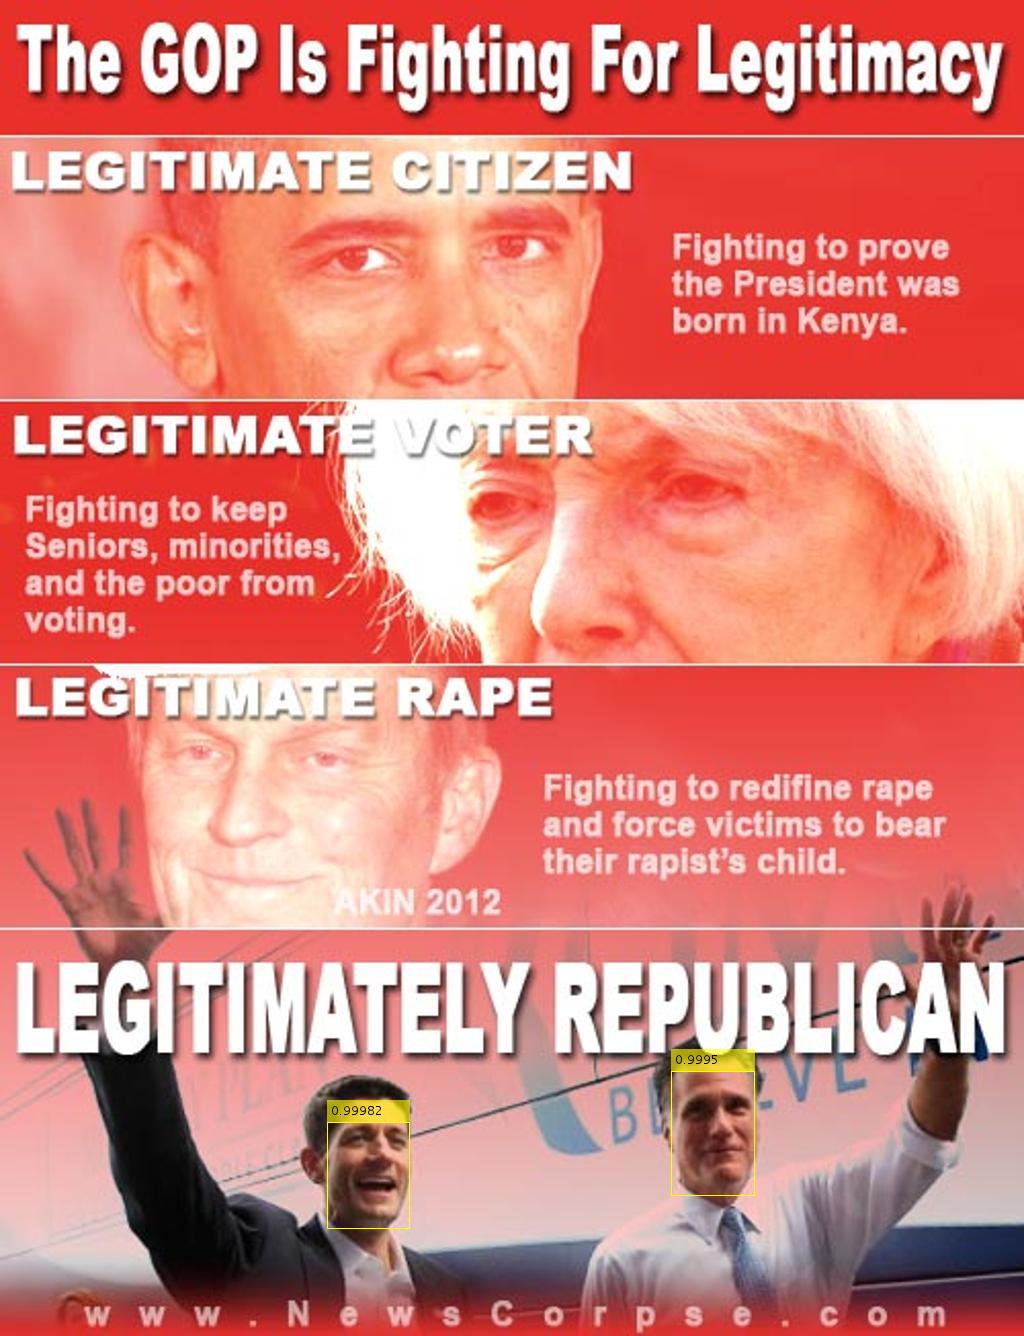 The GOP Is Fighting For Legitimacy
LEGITIMATE CITIZEN
Fighting to prove
the President was
born in Kenya.
LEGITIMATE VOTER
Fighting to keep
Seniors, minorities,
and the poor from
voting.
LEGITIMATE RAPE
Fighting to redifine rape
and force victims to bear
their rapist's child.
AKIN 2012
LEGITIMATELY REPUBLICAN
0.9995
0.99982
www.NewsCorpse.com